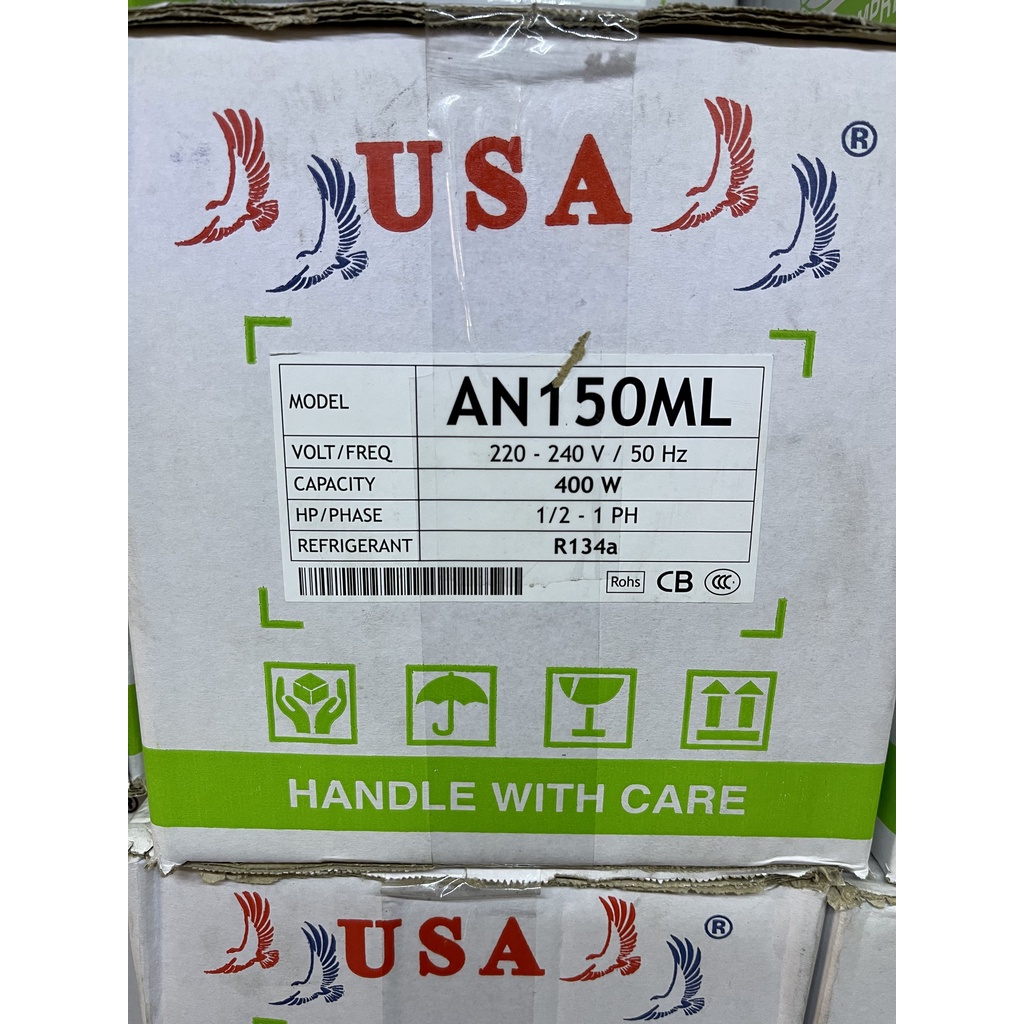 USA ®
MODEL AN150ML
VOLT/FREQ 220 - 240 V / 50 Hz
CAPACITY 400 W
HP/PHASE 1/2 - 1 PH
REFRIGERANT R134a
Rohs CB CCC
HANDLE WITH CARE
USA ®